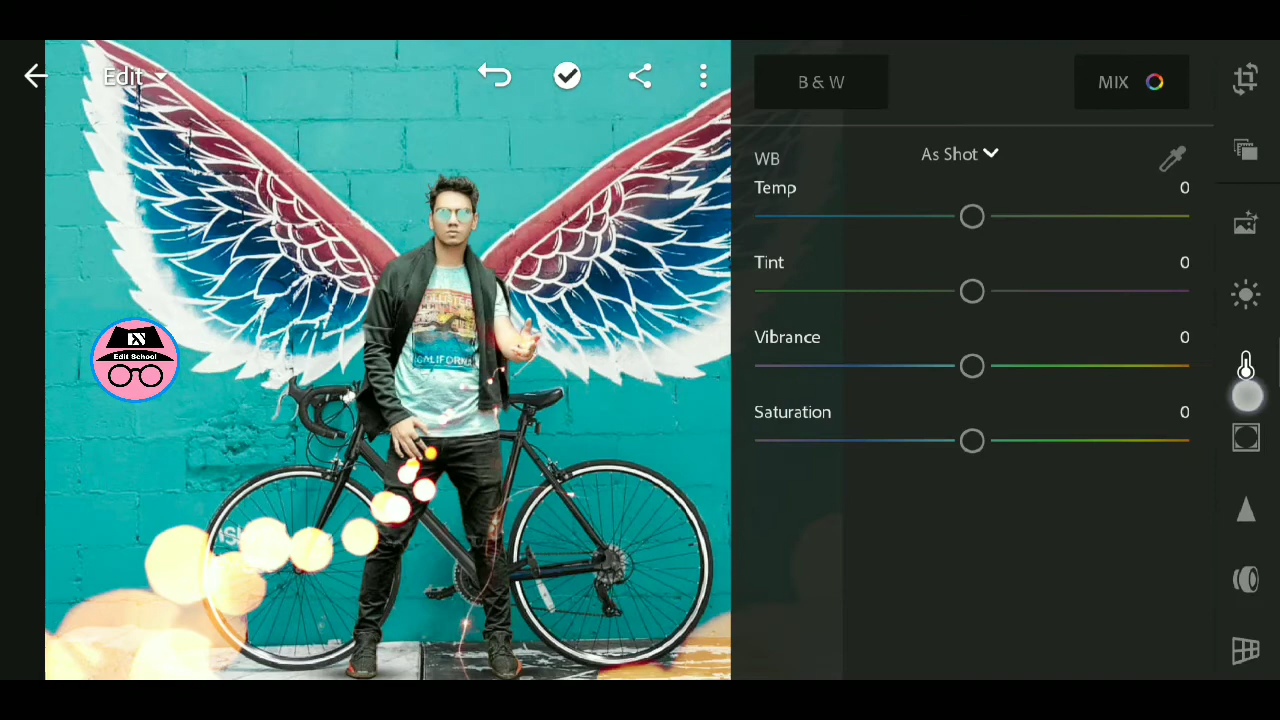 Edit
B & W
MIX
WB
As Shot
Temp
0
Tint
0
Vibrance
0
Saturation
0
Edit School
CALIFORNIA